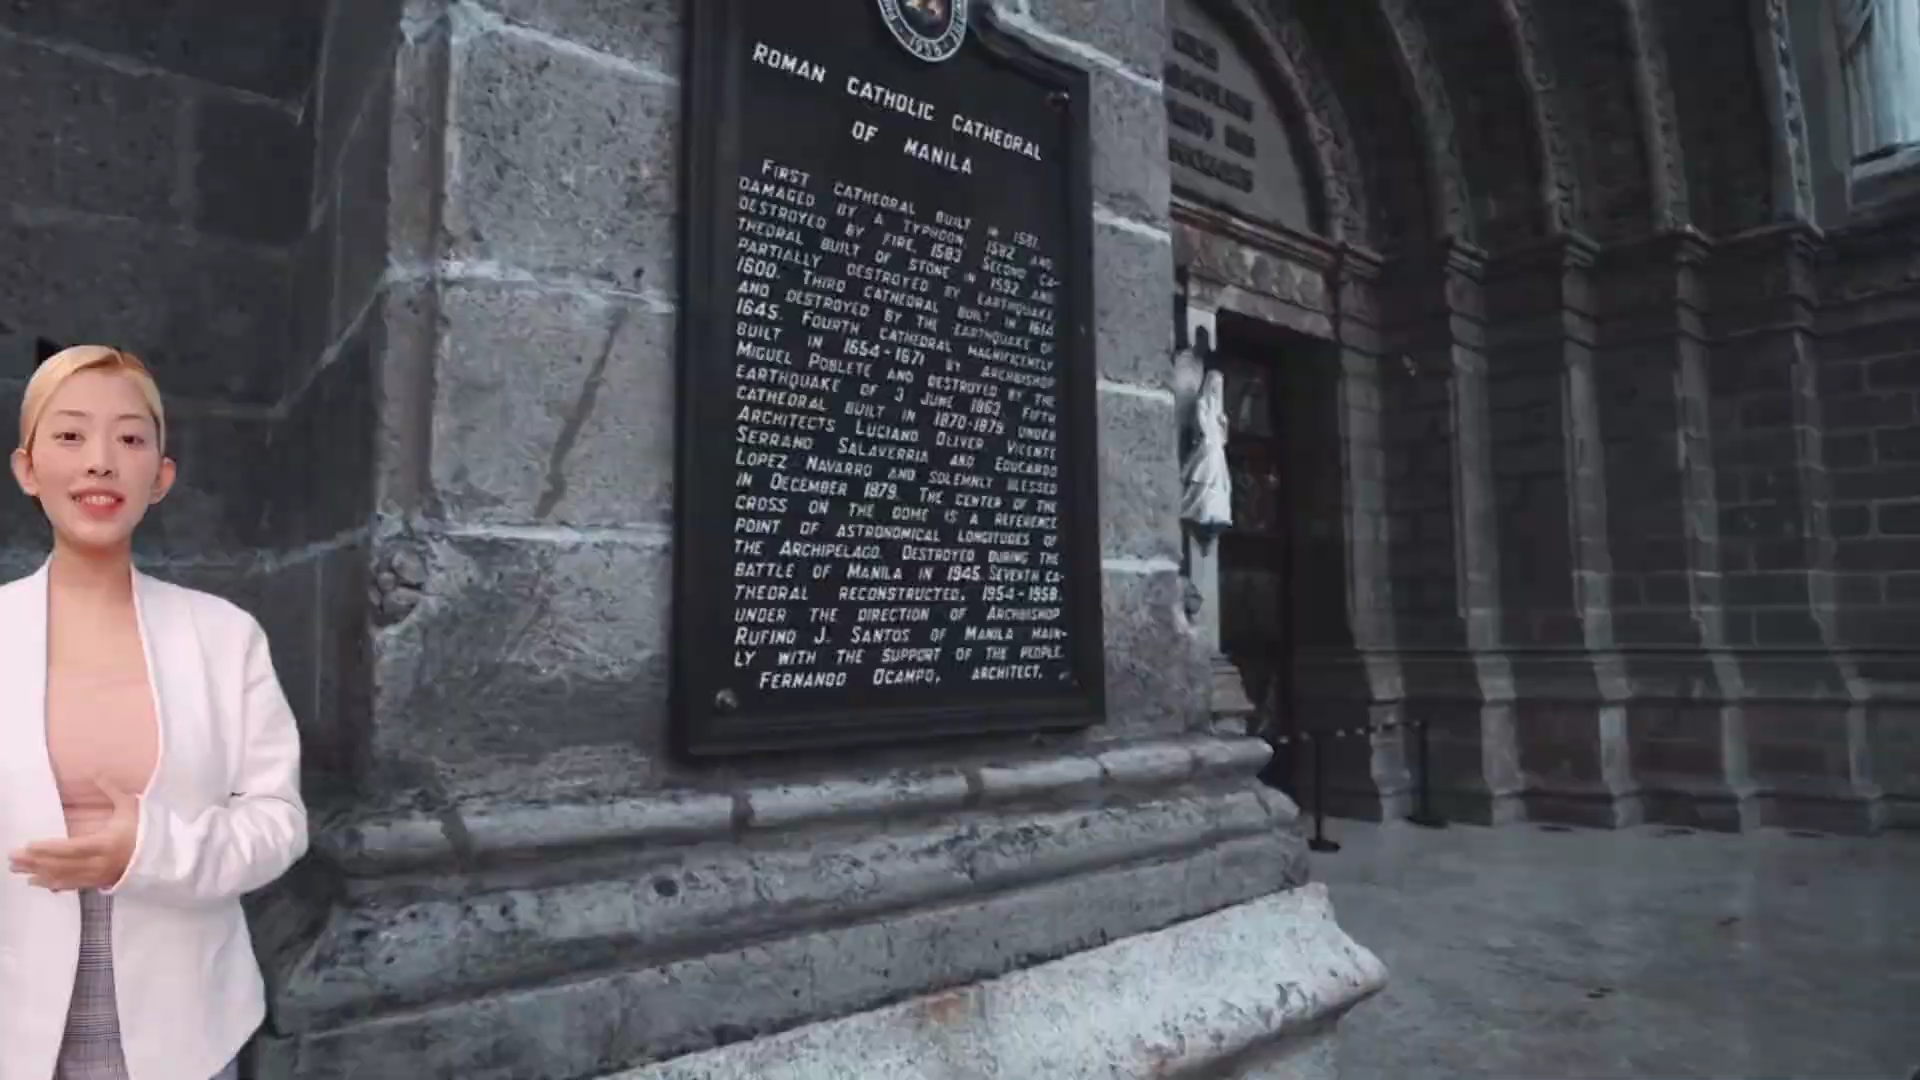 1935
ROMAN CATHOLIC CATHEDRAL
OF MANILA
FIRST CATHEDRAL BUILT IN 1581.
DAMAGED BY A TYPHOON, 1582 AND
DESTROYED BY FIRE, 1583 SECOND CA-
THEDRAL BUILT OF STONE IN 1592 AND
PARTIALLY DESTROYED BY EARTHQUAKE
1600. THIRD CATHEDRAL BUILT IN 1614
AND DESTROYED BY THE EARTHQUAKE OF
1645. FOURTH CATHEDRAL MAGNIFICENTLY
BUILT IN 1654-1671 BY ARCHBISHOP
MIGUEL POBLETE AND DESTROYED BY THE
EARTHQUAKE OF 3 JUNE 1863. FIFTH
CATHEDRAL BUILT IN 1870-1879 UNDER
ARCHITECTS LUCIANO OLIVER VICENTE
SERRANO SALAVERRIA AND EDUCARDO
LOPEZ NAVARRO AND SOLEMNLY BLESSED
IN DECEMBER 1879. THE CENTER OF THE
CROSS ON THE DOME IS A REFERENCE
POINT OF ASTRONOMICAL LONGITUDES OF
THE ARCHIPELAGO. DESTROYED DURING THE
BATTLE OF MANILA IN 1945. SEVENTH CA-
THEDRAL RECONSTRUCTED, 1954-1958.
UNDER THE DIRECTION OF ARCHBISHOP
RUFINO J. SANTOS OF MANILA MAIN-
LY WITH THE SUPPORT OF THE PEOPLE.
FERNANDO OCAMPO, ARCHITECT.